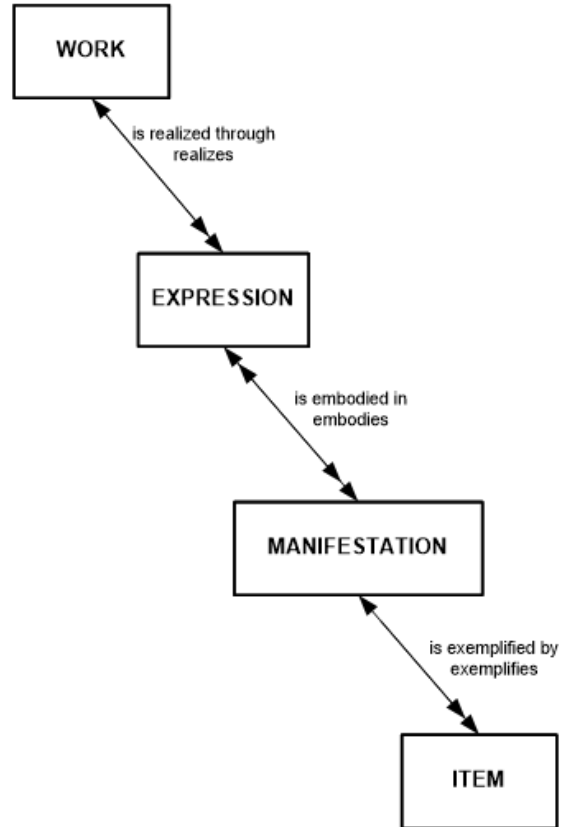 WORK
is realized through
realizes
EXPRESSION
is embodied in
embodies
MANIFESTATION
is exemplified by
exemplifies
ITEM